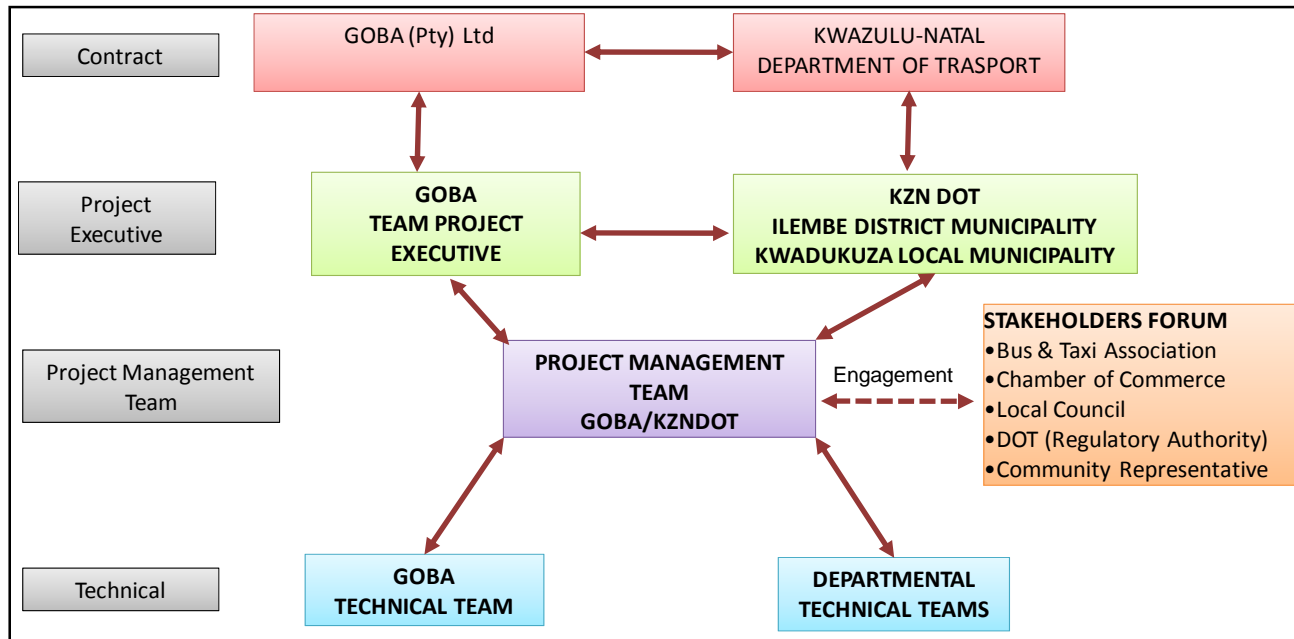 Contract
GOBA (Pty) Ltd
KWAZULU-NATAL
DEPARTMENT OF TRASPORT
Project
Executive
GOBA
TEAM PROJECT
EXECUTIVE
KZN DOT
ILEMBE DISTRICT MUNICIPALITY
KWADUKUZA LOCAL MUNICIPALITY
Project Management
Team
PROJECT MANAGEMENT
TEAM
GOBA/KZNDOT
Engagement
STAKEHOLDERS FORUM
•Bus & Taxi Association
•Chamber of Commerce
•Local Council
•DOT (Regulatory Authority)
•Community Representative
Technical
GOBA
TECHNICAL TEAM
DEPARTMENTAL
TECHNICAL TEAMS